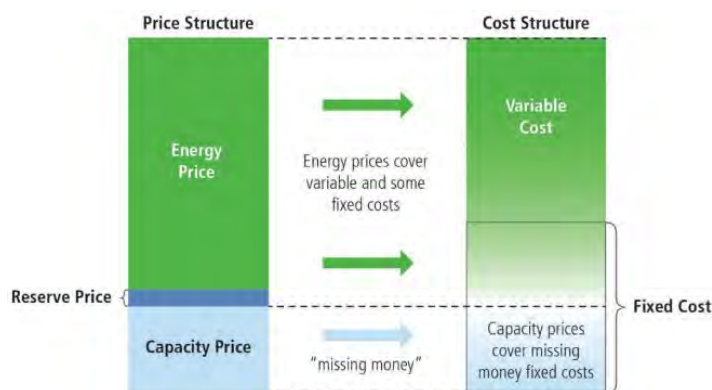 Price Structure
Cost Structure
Energy
Price
Energy prices cover
variable and some
fixed costs
Variable
Cost
Reserve Price
Fixed Cost
Capacity Price
"missing money"
Capacity prices
cover missing
money fixed costs